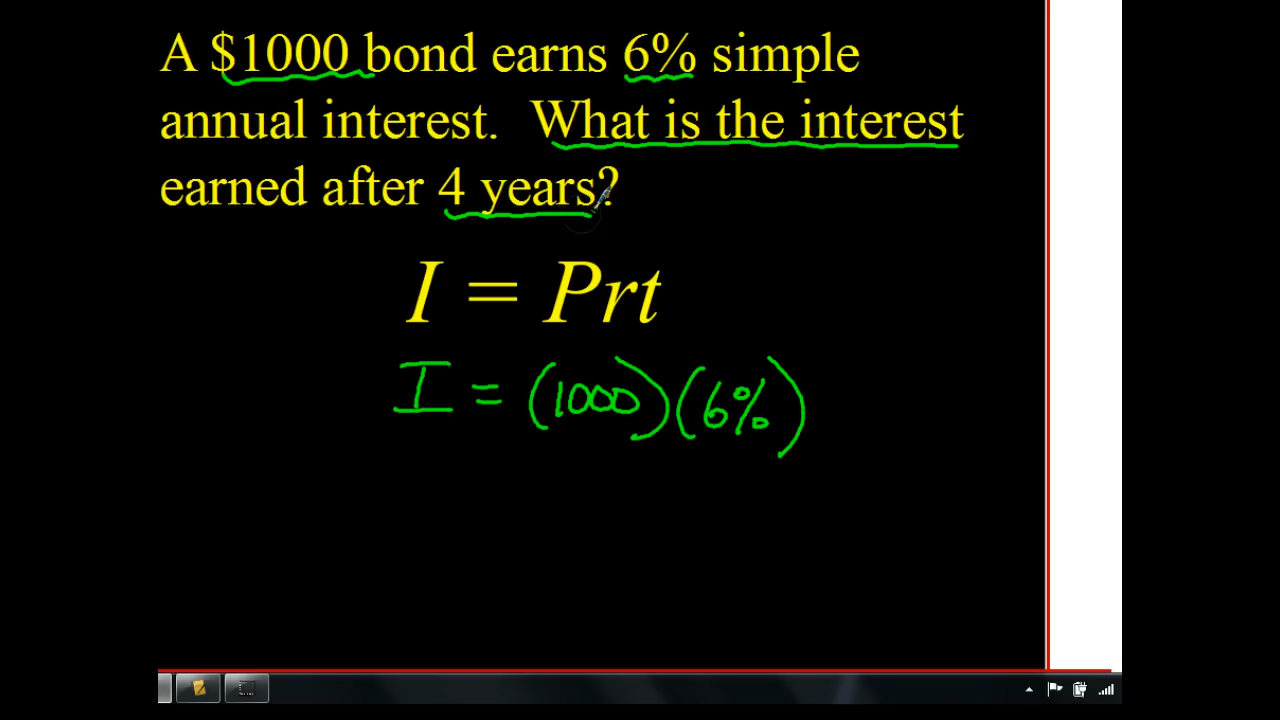 A $1000 bond earns 6% simple
annual interest. What is the interest
earned after 4 years?
I = Prt
I = (1000)(6%)